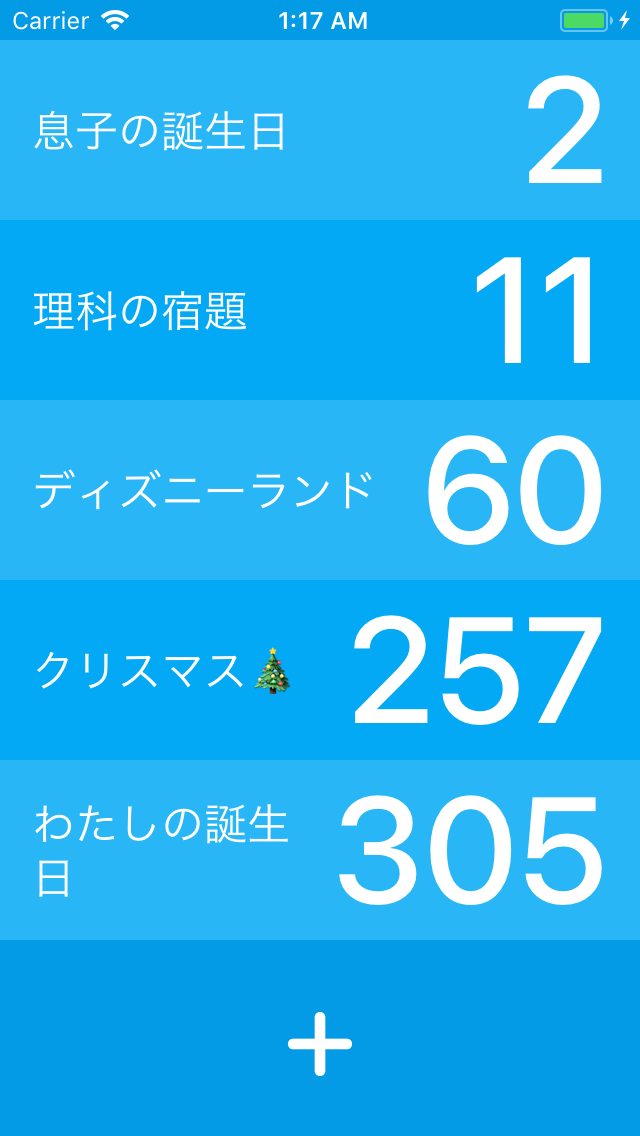 Carrier 1:17 AM
息子の誕生日 2
理科の宿題 11
ディズニーランド 60
クリスマス🎄 257
わたしの誕生
日 305
+